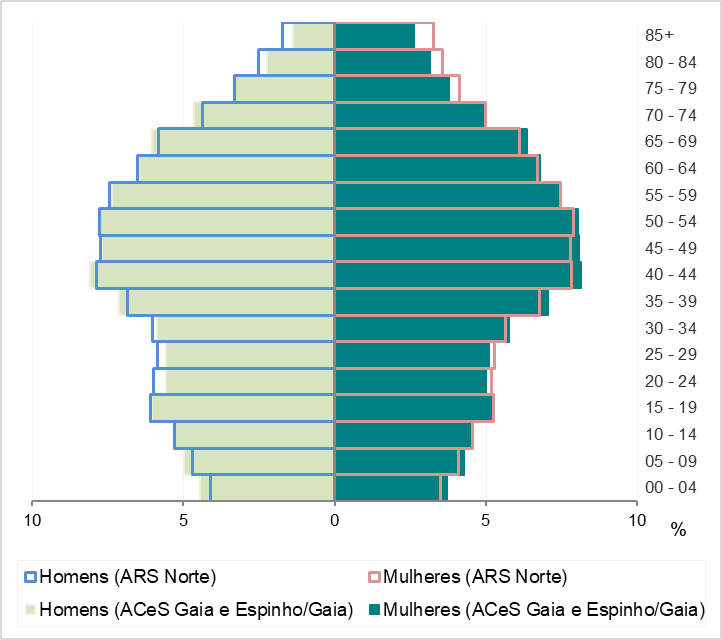 85+
80 - 84
75 - 79
70 - 74
65 - 69
60 - 64
55 - 59
50 - 54
45 - 49
40 - 44
35 - 39
30 - 34
25 - 29
20 - 24
15 - 19
10 - 14
05 - 09
00 - 04
10 5 0 5 10
%
Homens (ARS Norte) Mulheres (ARS Norte)
Homens (ACeS Gaia e Espinho/Gaia) Mulheres (ACeS Gaia e Espinho/Gaia)